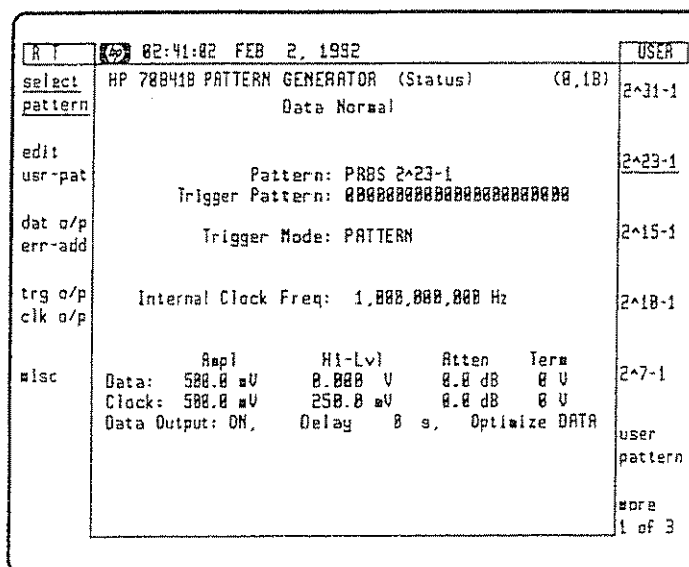 R T
hp 02:41:02 FEB 2, 1992
USER
select
pattern
edit
usr-pat
dat o/p
err-add
trg o/p
clk o/p
misc
HP 70841B PATTERN GENERATOR (Status) (0,18)
Data Normal
Pattern: PRBS 2^23-1
Trigger Pattern: 00000000000000000000000
Trigger Mode: PATTERN
Internal Clock Freq: 1,000,000,000 Hz
Ampl Hi-Lvl Atten Term
Data: 500.0 mV 0.000 V 0.0 dB 0 V
Clock: 500.0 mV 250.0 mV 0.0 dB 0 V
Data Output: ON, Delay 0 s, Optimize DATA
2^31-1
2^23-1
2^15-1
2^10-1
2^7-1
user
pattern
more
1 of 3